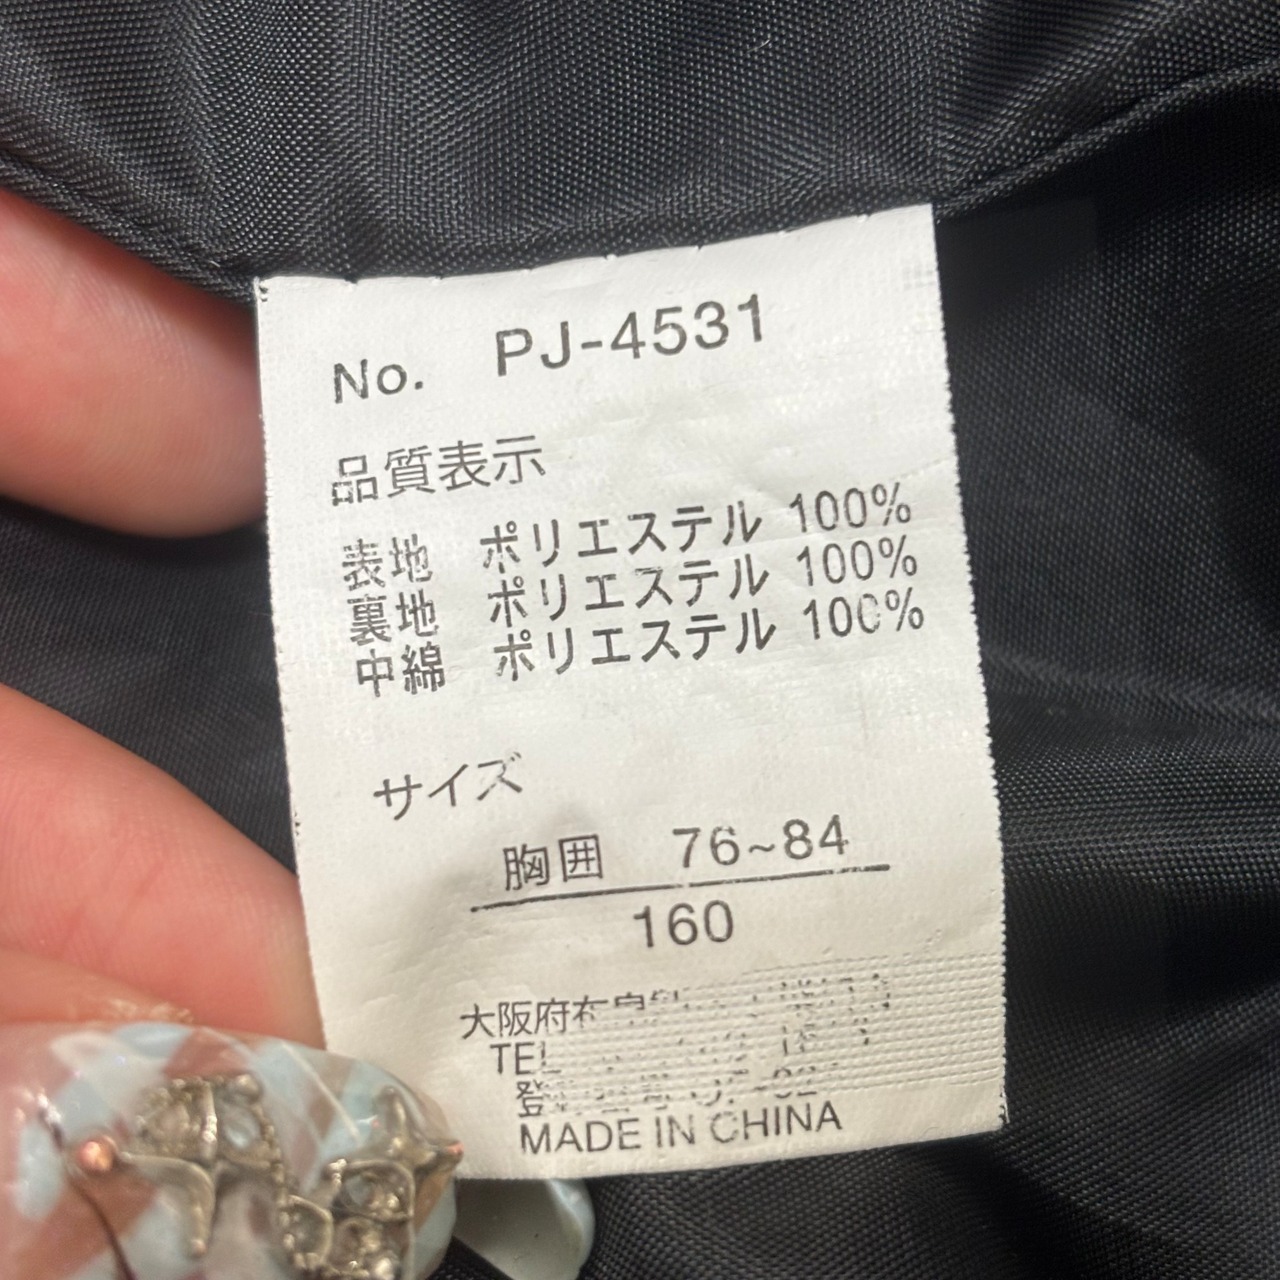 No. PJ-4531
品質表示
表地 ポリエステル 100%
裏地 ポリエステル 100%
中綿 ポリエステル 100%
サイズ
胸囲 76~84
160
大阪府
TEL
MADE IN CHINA